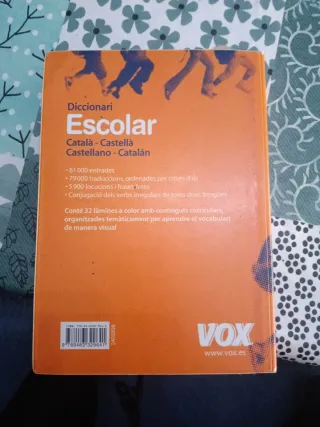 Diccionari
Escolar
Català - Castellà
Castellano - Catalán
• 61 000 entrades
• 79 000 traduccions, ordenades per
• 5 900 locucions i frases fetes
• Conjugació dels verbs irregulars de totes dues llengües
Conté 32 làmines a color amb continguts curriculars,
organitzades temàticament per aprendre el vocabulari
de manera visual
VOX
www.vox.es